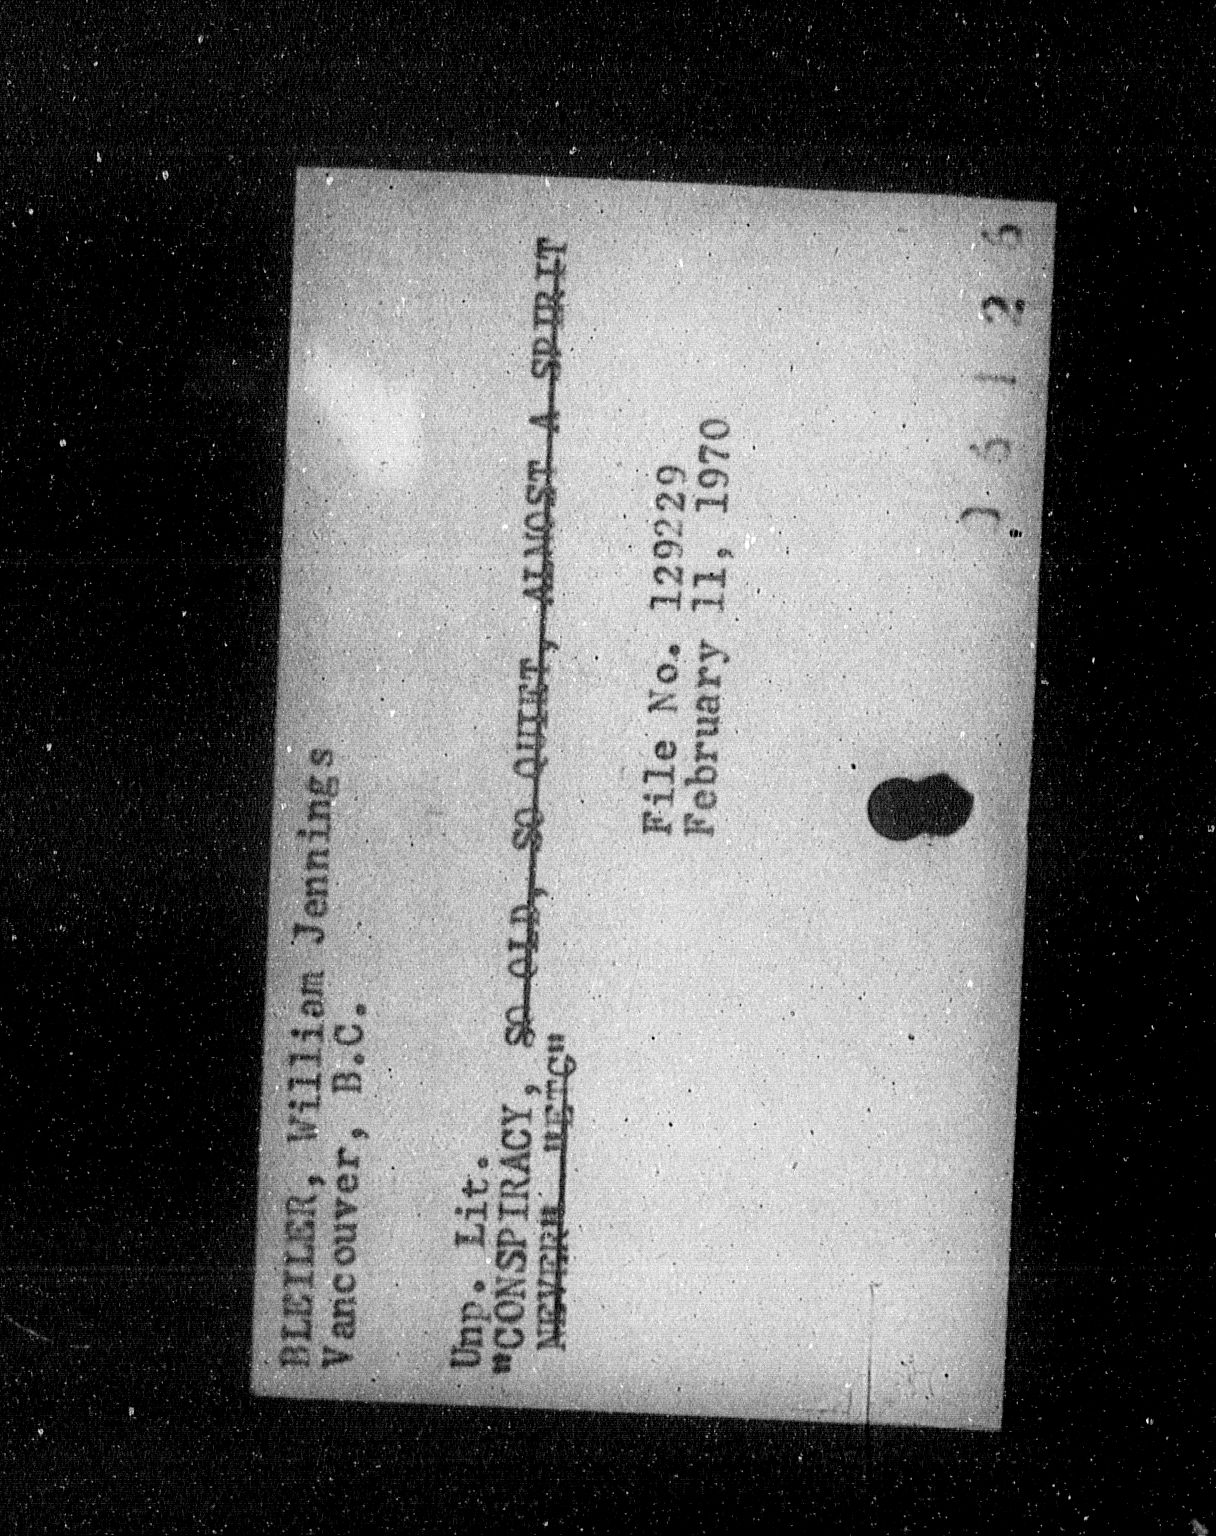 BLEILER, William Jennings
Vancouver, B.C.
Unp. Lit.
"CONSPIRACY, SO OLD, SO QUIET, ALMOST A SPIRIT
NEVER" "ETC"
File No. 129229
February 11, 1970